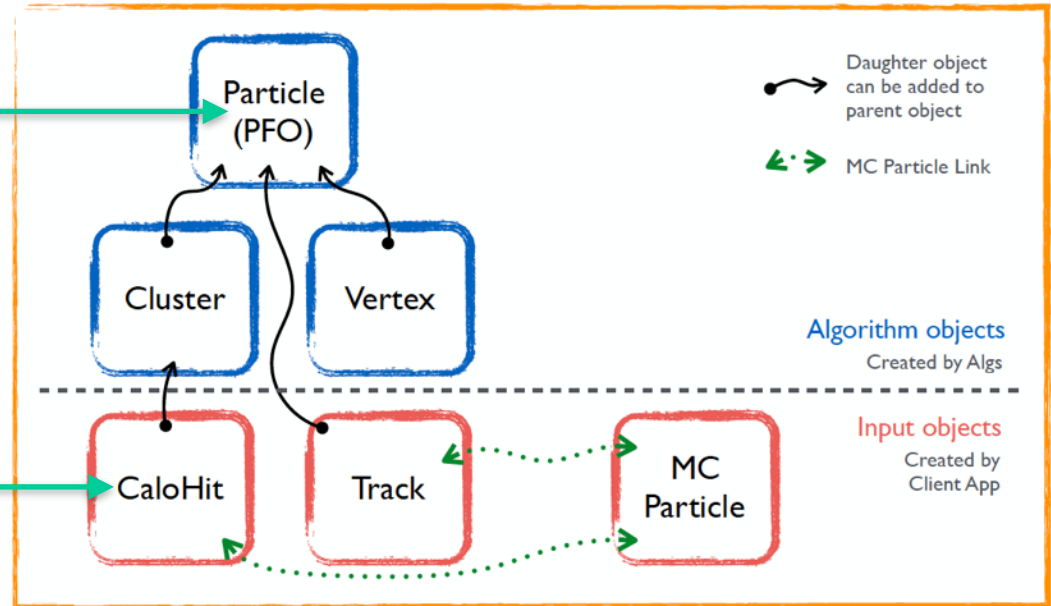 Particle
(PFO)
Daughter object
can be added to
parent object
MC Particle Link
Cluster
Vertex
Algorithm objects
Created by Algs
Input objects
Created by
Client App
CaloHit
Track
MC
Particle